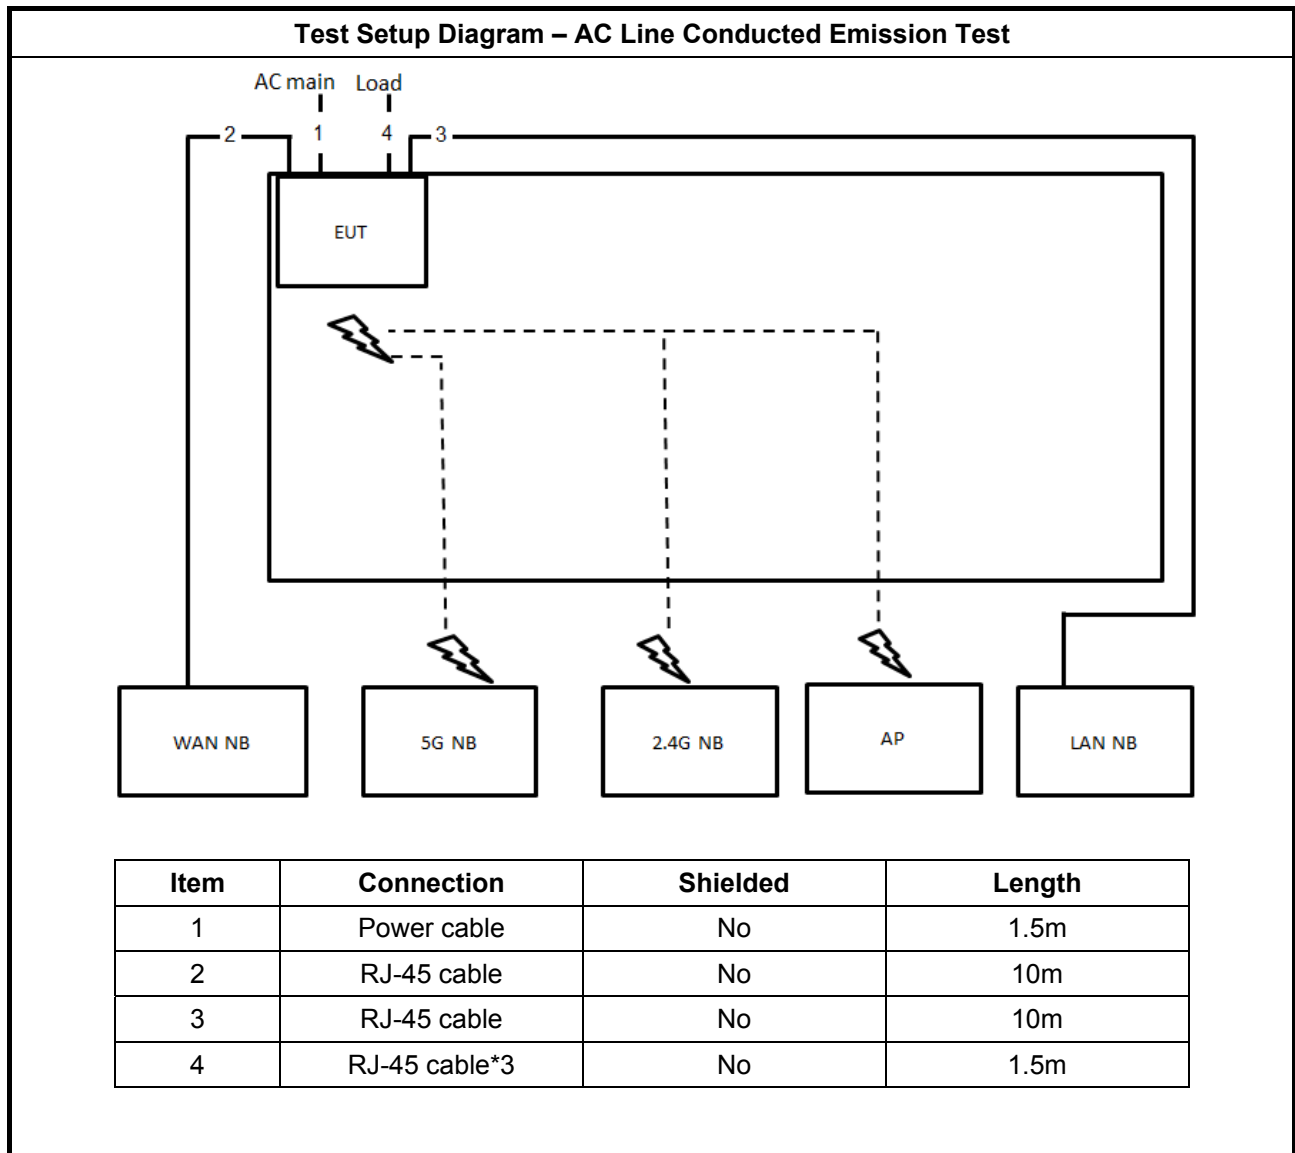 Test Setup Diagram – AC Line Conducted Emission Test
AC main Load
2 1 4 3
EUT
WAN NB 5G NB 2.4G NB AP LAN NB
Item Connection Shielded Length
1 Power cable No 1.5m
2 RJ-45 cable No 10m
3 RJ-45 cable No 10m
4 RJ-45 cable*3 No 1.5m